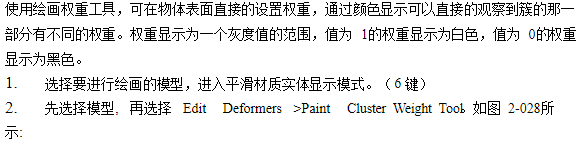 使用绘画权重工具，可在物体表面直接的设置权重，通过颜色显示可以直接的观察到簇的那一
部分有不同的权重。权重显示为一个灰度值的范围，值为 1的权重显示为白色，值为 0的权重
显示为黑色。
1. 选择要进行绘画的模型，进入平滑材质实体显示模式。（6 键）
2. 先选择模型, 再选择 Edit Deformers >Paint Cluster Weight Tool。如图 2-028所
示: